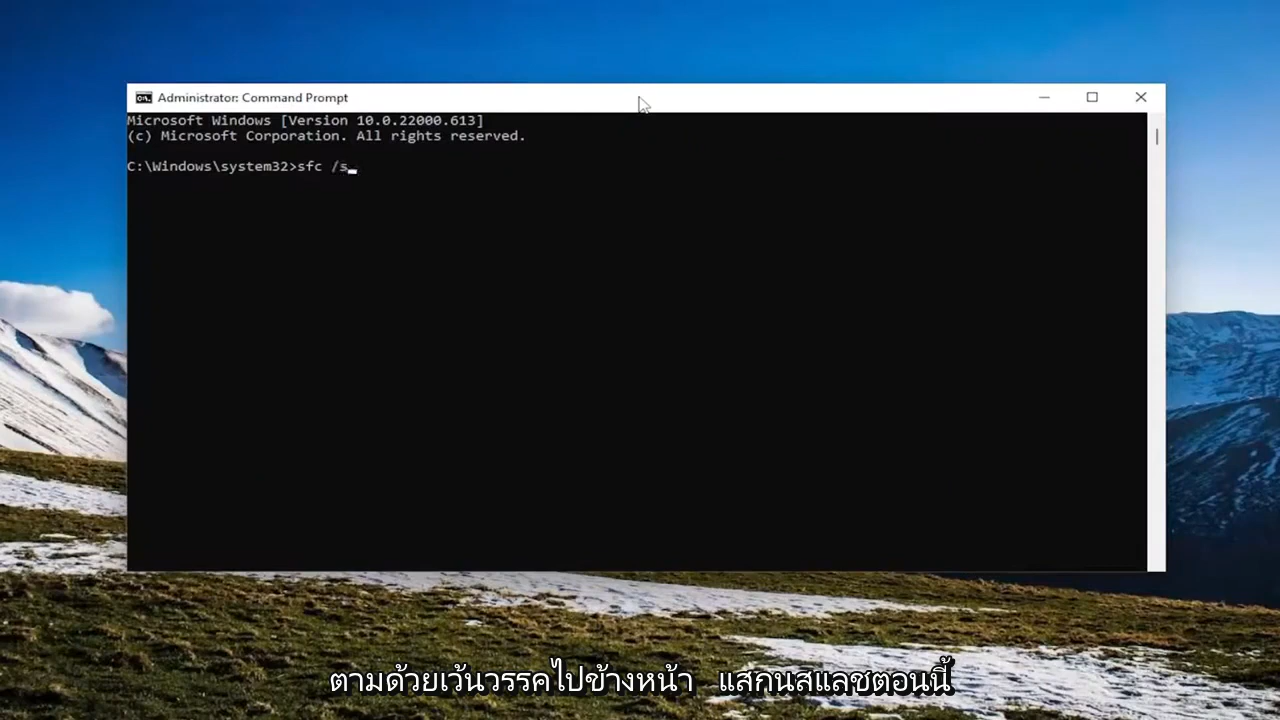 Administrator: Command Prompt
Microsoft Windows [Version 10.0.22000.613]
(c) Microsoft Corporation. All rights reserved.
C:\Windows\system32>sfc /s
ตามด้วยเว้นวรรคไปข้างหน้า สแกนสแลชตอนนี้